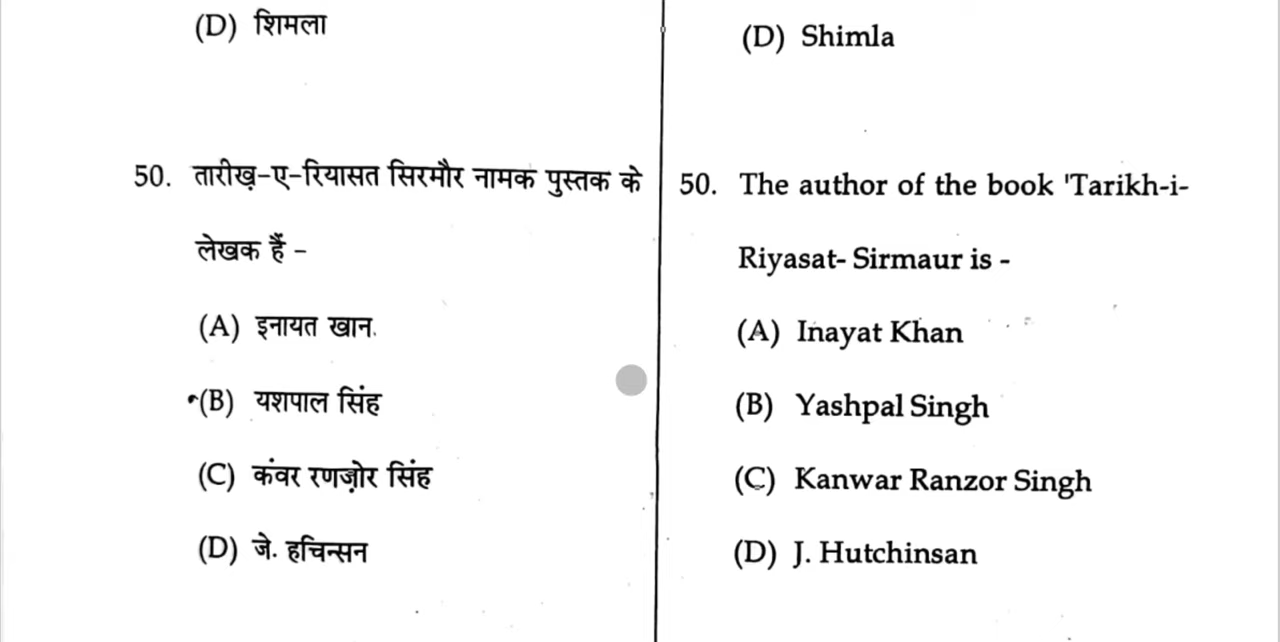 (D) शिमला
50. तारीख़-ए-रियासत सिरमौर नामक पुस्तक के
लेखक हैं -
(A) इनायत खान
(B) यशपाल सिंह
(C) कंवर रणज़ोर सिंह
(D) जे. हचिन्सन
(D) Shimla
50. The author of the book 'Tarikh-i-
Riyasat- Sirmaur is -
(A) Inayat Khan
(B) Yashpal Singh
(C) Kanwar Ranzor Singh
(D) J. Hutchinsan